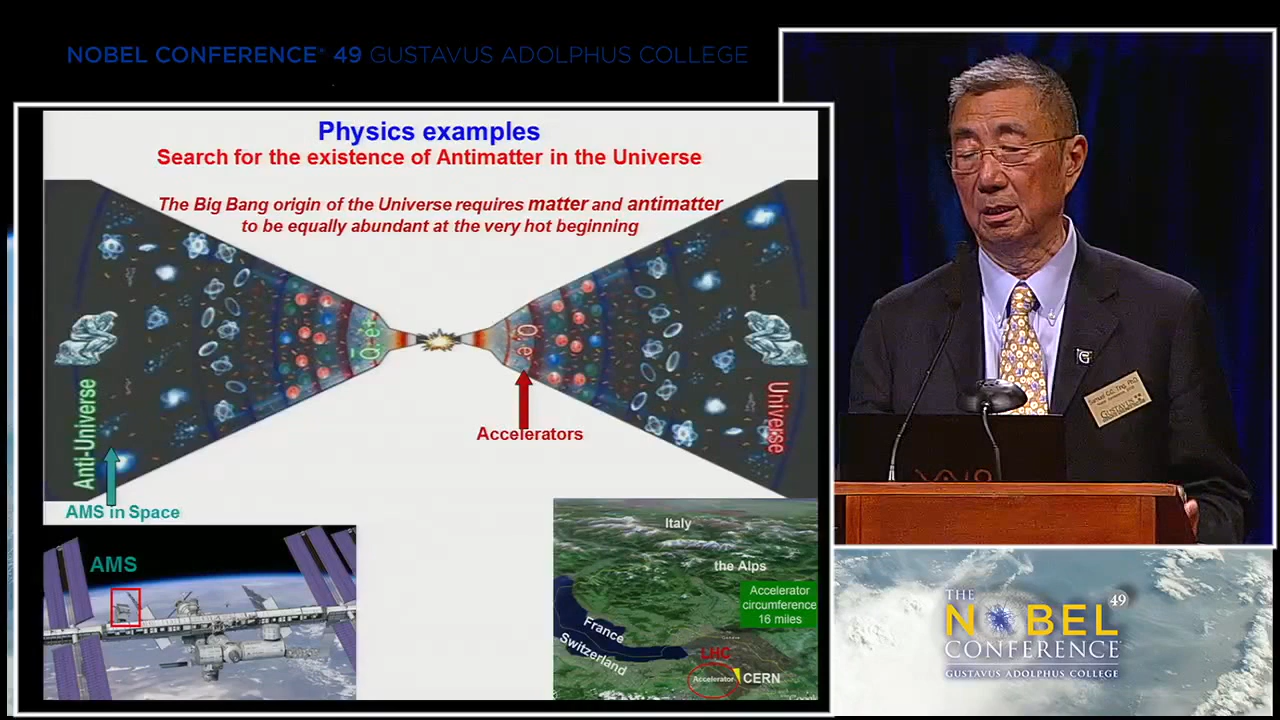 NOBEL CONFERENCE® 49 GUSTAVUS ADOLPHUS COLLEGE
Physics examples
Search for the existence of Antimatter in the Universe
The Big Bang origin of the Universe requires matter and antimatter
to be equally abundant at the very hot beginning
Anti-Universe
Universe
Accelerators
AMS in Space
AMS
Italy
the Alps
Accelerator
circumference
16 miles
France
Switzerland
LHC
Accelerator
CERN
VAIO
G
GUSTAVUS
THE
NOBEL 49
CONFERENCE
GUSTAVUS ADOLPHUS COLLEGE